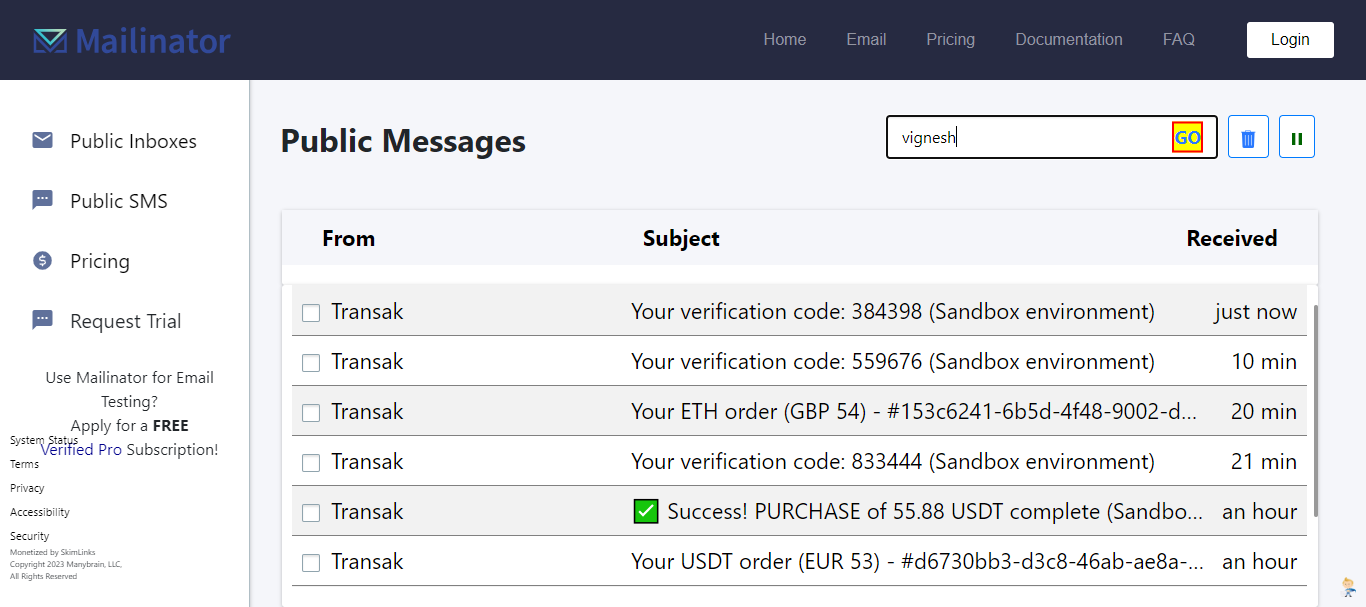 Mailinator
Home Email Pricing Documentation FAQ Login
Public Inboxes
Public SMS
Pricing
Request Trial
Use Mailinator for Email
Testing?
Apply for a FREE
Verified Pro Subscription!
System Status
Terms
Privacy
Accessibility
Security
Monetized by SkimLinks
Copyright 2023 Manybrain, LLC,
All Rights Reserved
Public Messages
vignesh GO
From Subject Received
Transak Your verification code: 384398 (Sandbox environment) just now
Transak Your verification code: 559676 (Sandbox environment) 10 min
Transak Your ETH order (GBP 54) - #153c6241-6b5d-4f48-9002-d... 20 min
Transak Your verification code: 833444 (Sandbox environment) 21 min
Transak ✅ Success! PURCHASE of 55.88 USDT complete (Sandbo... an hour
Transak Your USDT order (EUR 53) - #d6730bb3-d3c8-46ab-ae8a-... an hour